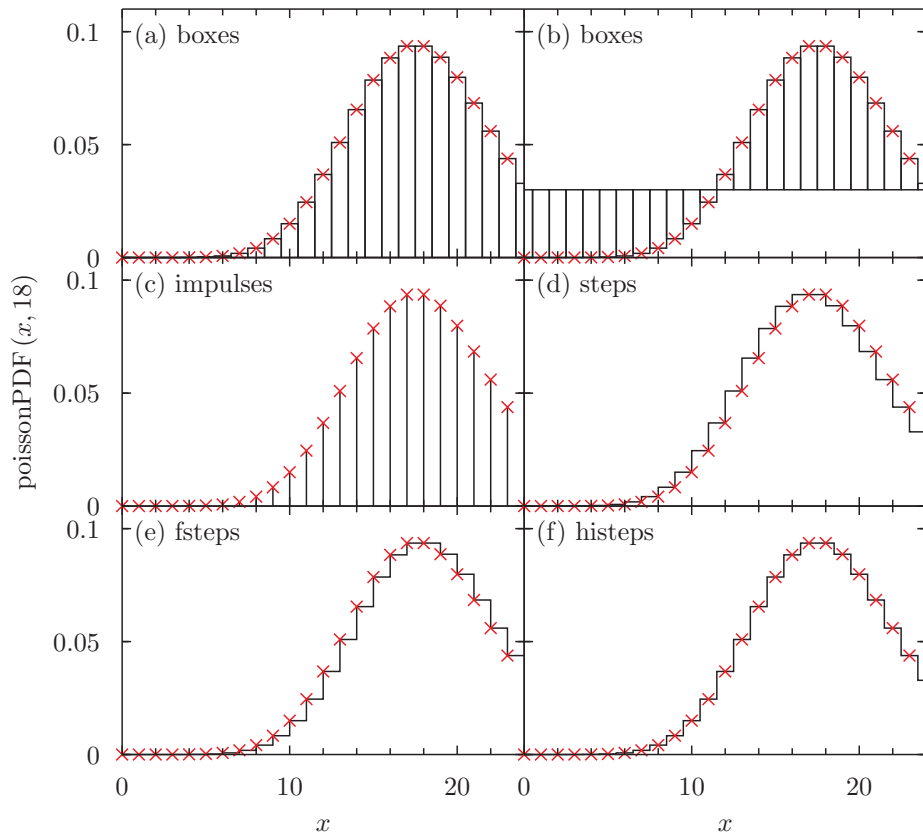 0.1
(a) boxes
(b) boxes
0.05
0
poissonPDF (x, 18)
0.1
(c) impulses
(d) steps
0.05
0
0.1
(e) fsteps
(f) histeps
0.05
0
0 10 20 0 10 20
x x